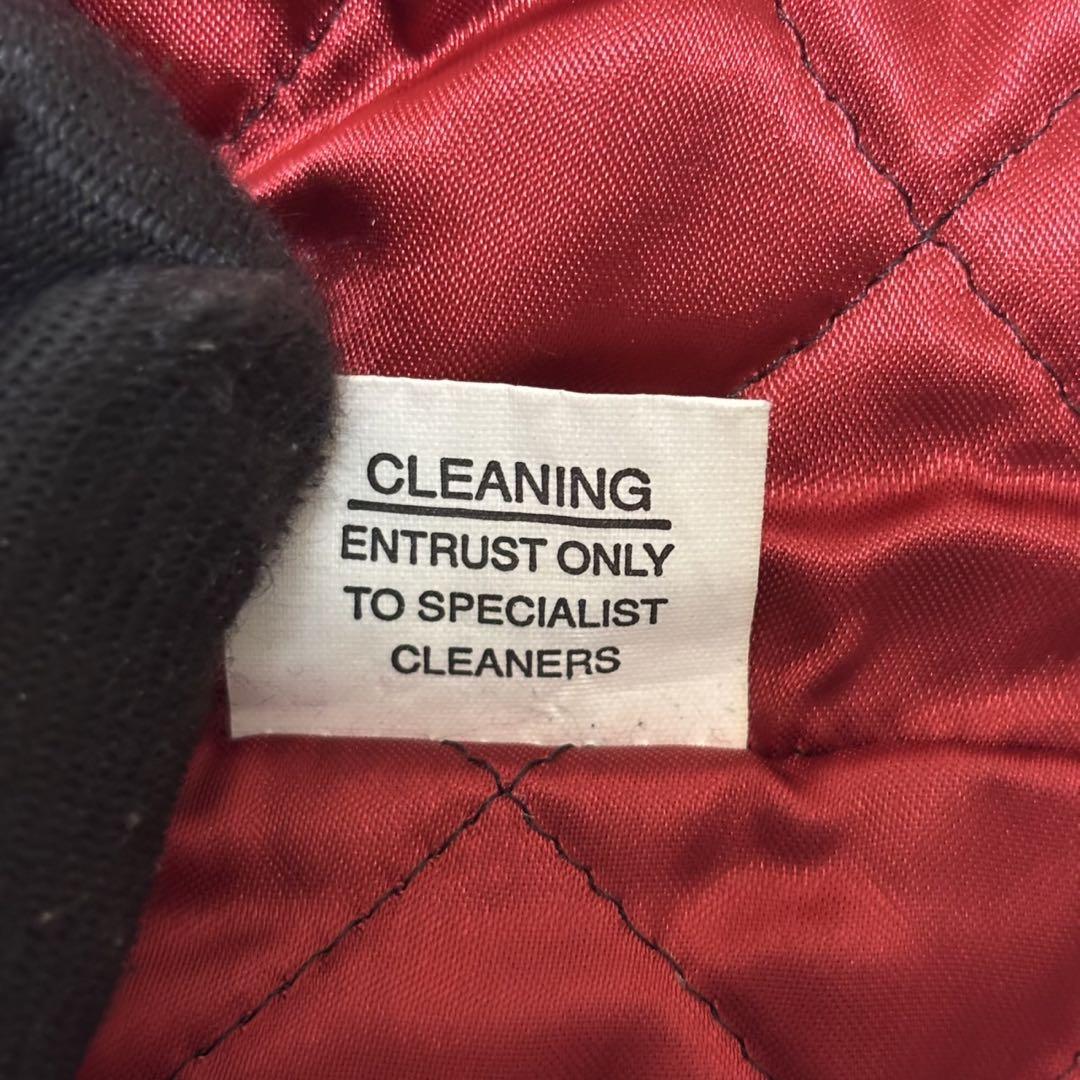 CLEANING
ENTRUST ONLY
TO SPECIALIST
CLEANERS